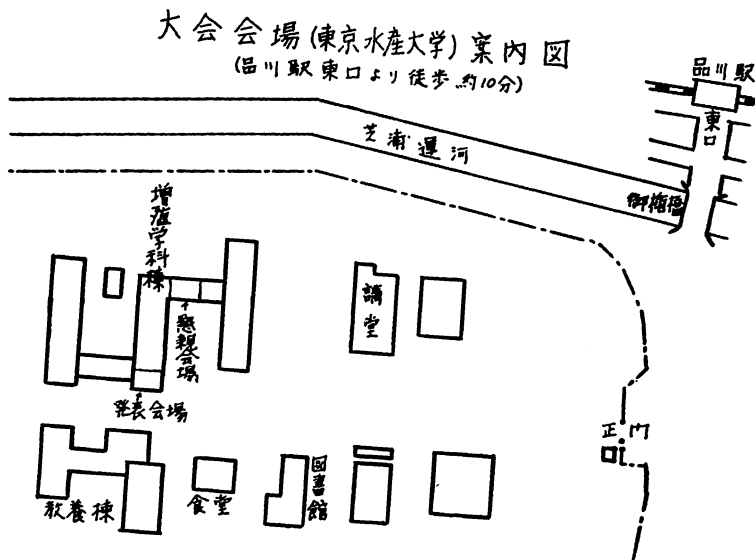 大会会場(東京水産大学)案内図
(品川駅東口より徒歩約10分)
品川駅
東口
芝浦運河
御楯橋
増殖学科棟
懇親会場
講堂
発表会場
正門
教養棟
食堂
図書館